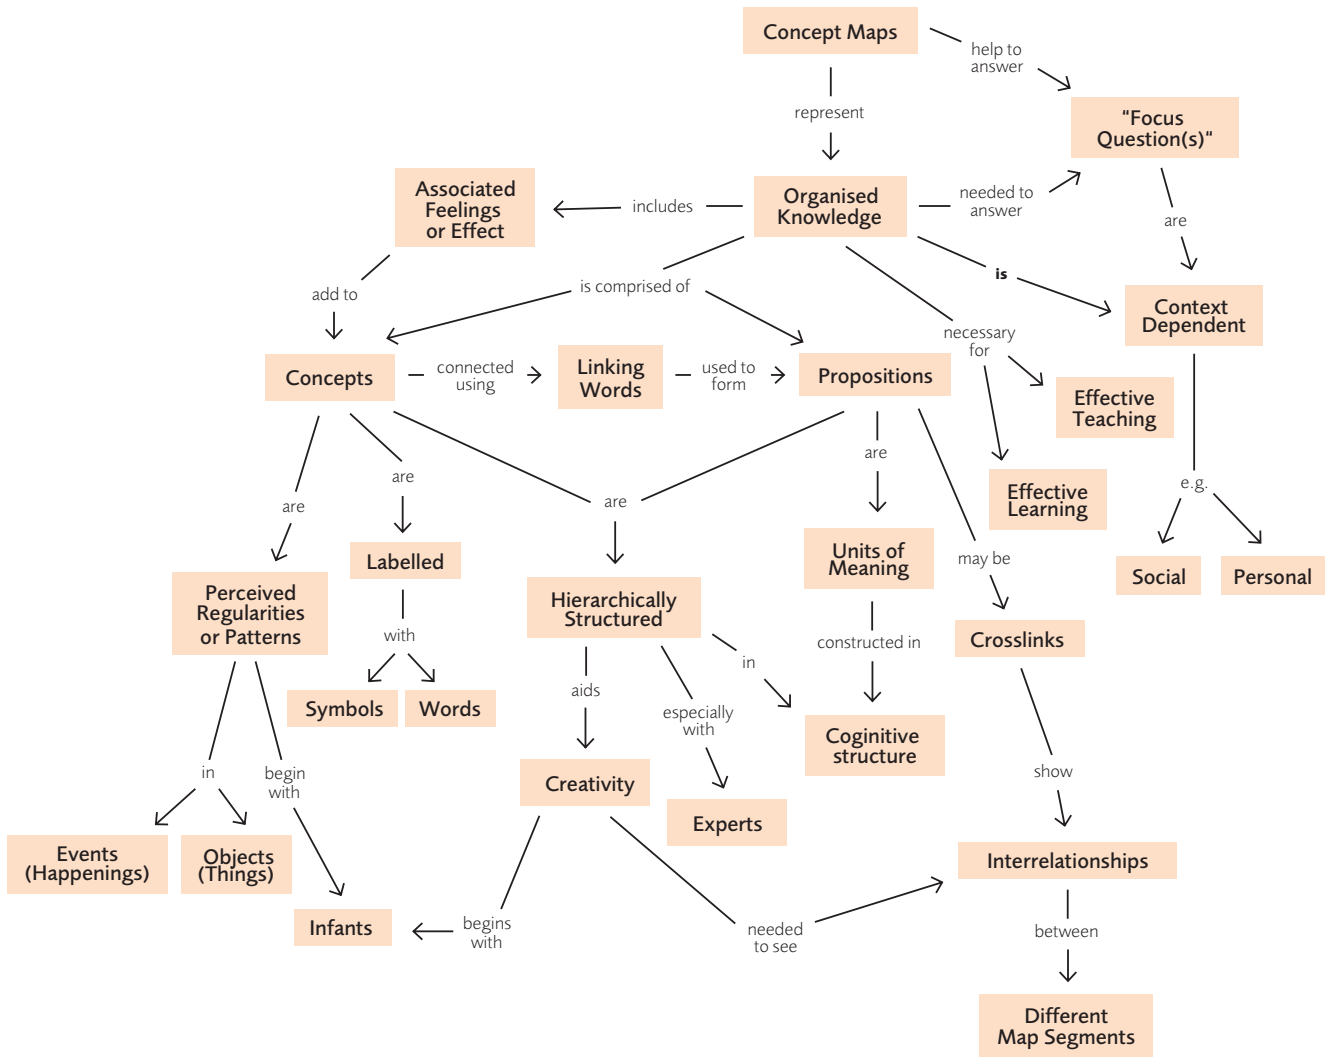 Concept Maps
help to
answer
represent
"Focus
Question(s)"
Associated
Feelings
or Effect
includes
Organised
Knowledge
needed to
answer
are
add to
is comprised of
is
Context
Dependent
necessary
for
Concepts
connected
using
Linking
Words
used to
form
Propositions
Effective
Teaching
are
are
are
are
Effective
Learning
e.g.
Labelled
Units of
Meaning
may be
Social
Personal
Perceived
Regularities
or Patterns
Hierarchically
Structured
with
constructed in
Crosslinks
in
Symbols
Words
aids
especially
with
Coginitive
structure
in
begin
with
Creativity
show
Experts
Events
(Happenings)
Objects
(Things)
Interrelationships
Infants
begins
with
needed
to see
between
Different
Map Segments